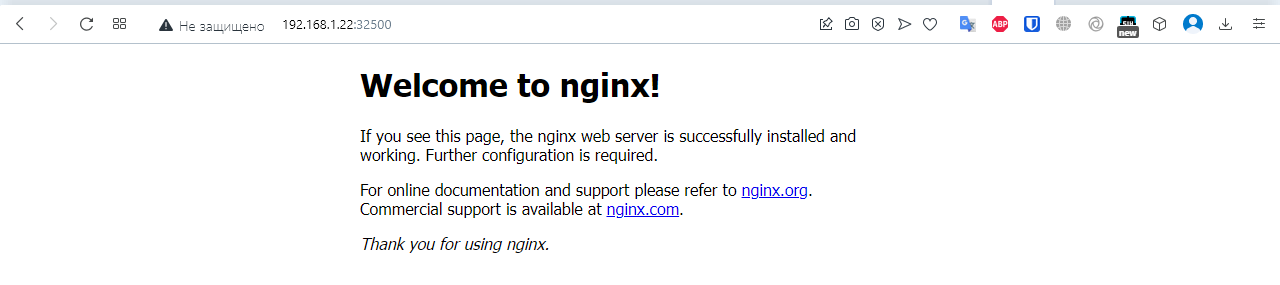 Не защищено 192.168.1.22:32500
ABP
new
Welcome to nginx!
If you see this page, the nginx web server is successfully installed and
working. Further configuration is required.
For online documentation and support please refer to nginx.org.
Commercial support is available at nginx.com.
Thank you for using nginx.